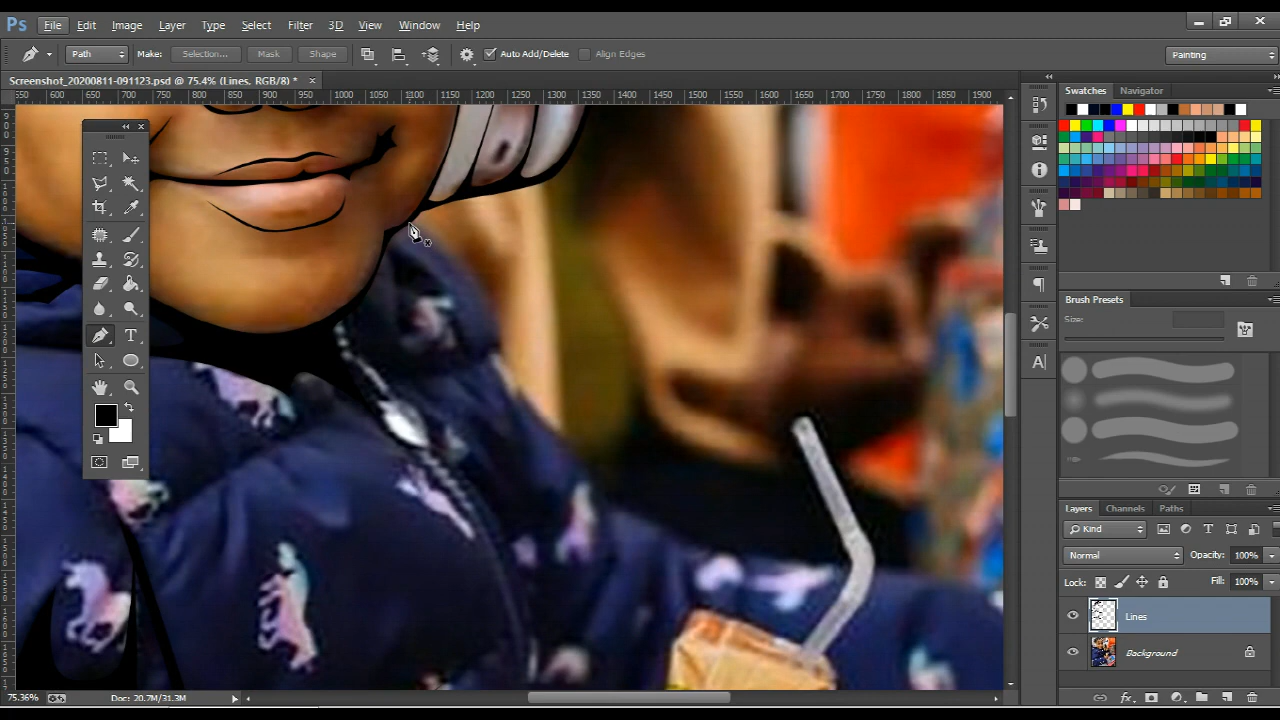 Ps File Edit Image Layer Type Select Filter 3D View Window Help
Path Make: Selection... Mask Shape Auto Add/Delete Align Edges Painting
Screenshot_20200811-091123.psd @ 75.4% (Lines, RGB/8) *
550 600 650 700 750 800 850 900 950 1000 1050 1100 1150 1200 1250 1300 1350 1400 1450 1500 1550 1600 1650 1700 1750 1800 1850 1900
Swatches Navigator
Brush Presets
Size:
Layers Channels Paths
Kind
Normal Opacity: 100%
Lock: Fill: 100%
Lines
Background
75.36% Doc: 20.7M/31.3M